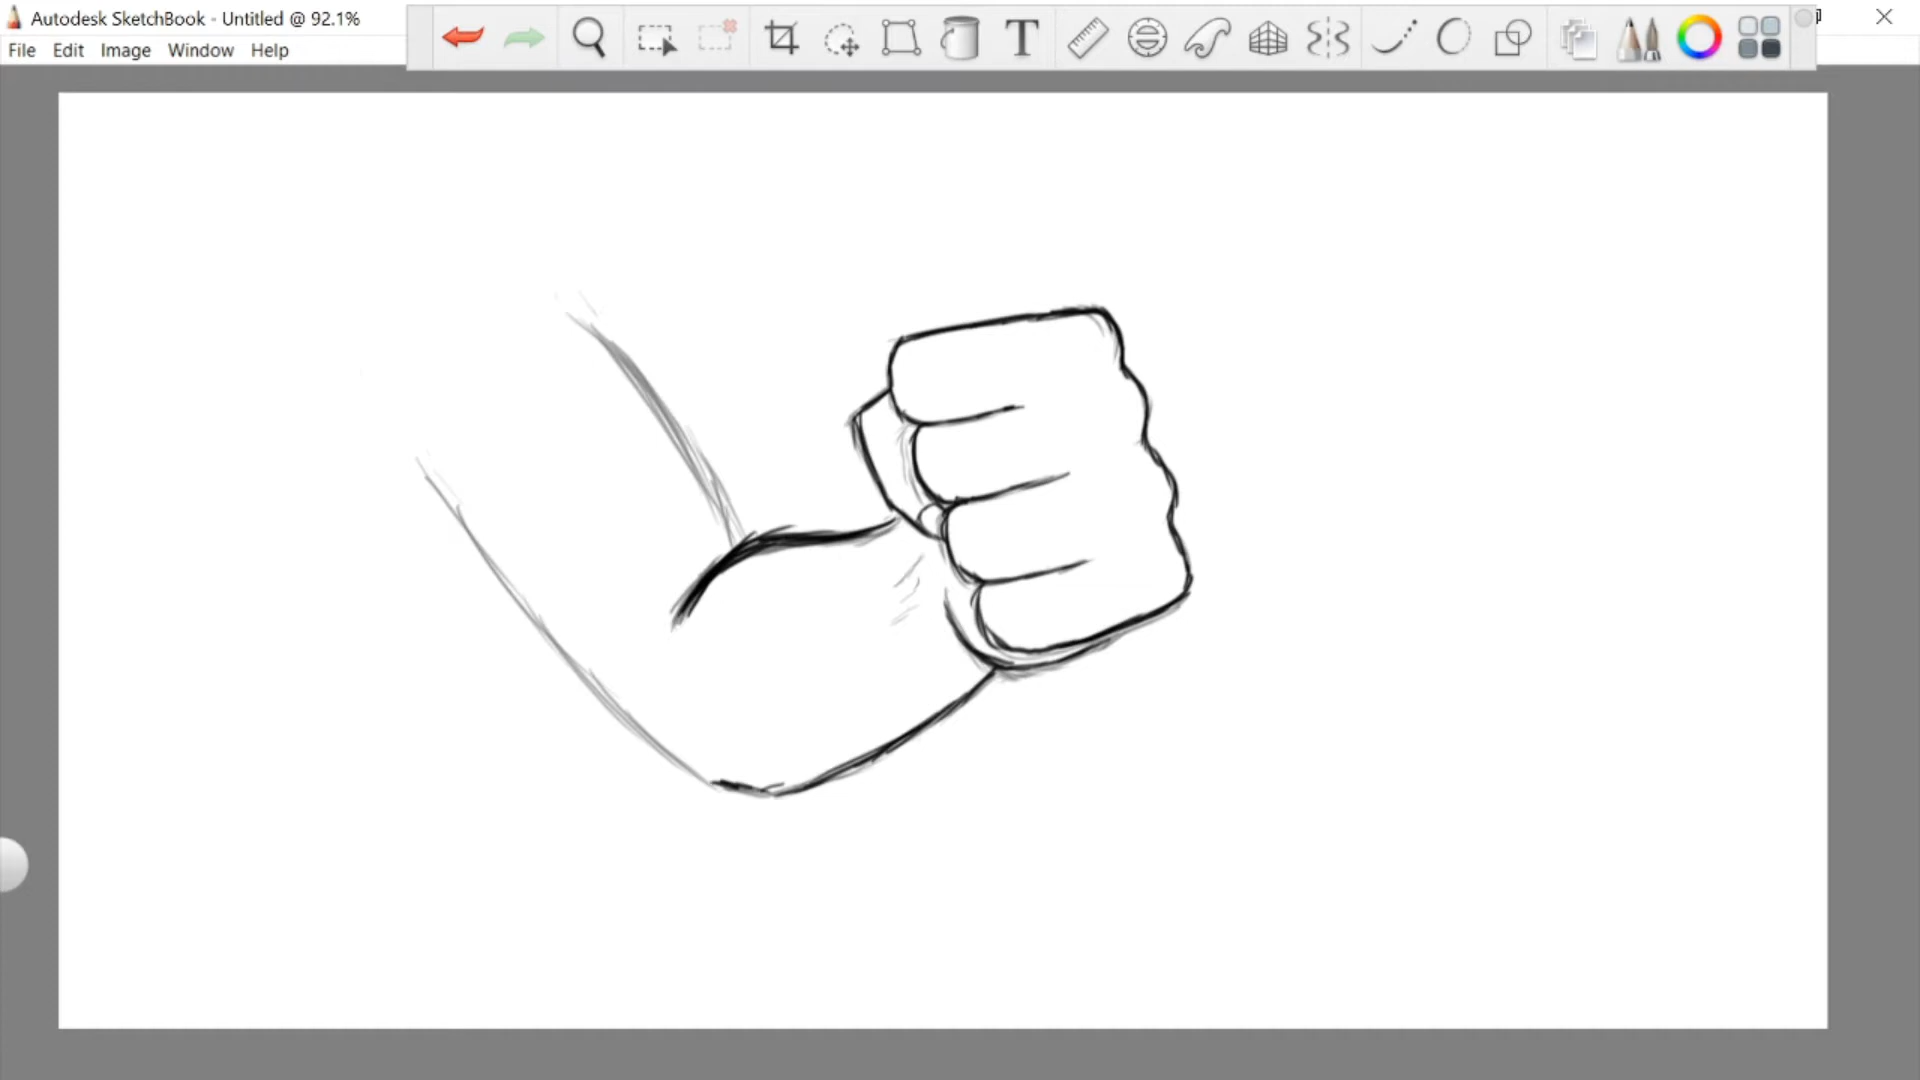 Autodesk SketchBook - Untitled @ 92.1%
File Edit Image Window Help
T